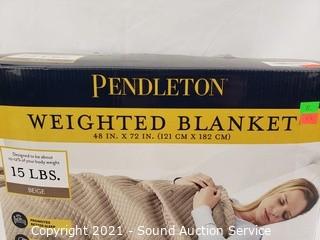 PENDLETON
WEIGHTED BLANKET
48 IN. X 72 IN. (121 CM X 182 CM)
Designed to be about
10-12% of your body weight
15 LBS.
BEIGE
Copyright 2021 - Sound Auction Service